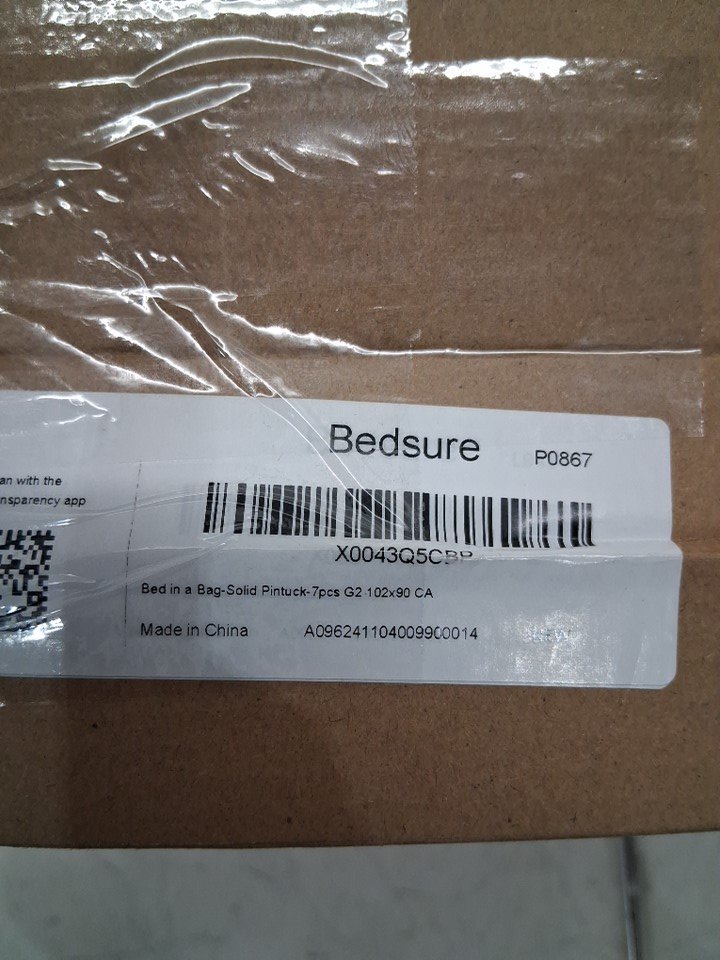 Bedsure
P0867
an with the
nsparency app
Bed in a Bag-Solid Pintuck-7pcs G2 102x90 CA
Made in China A096241104009900014